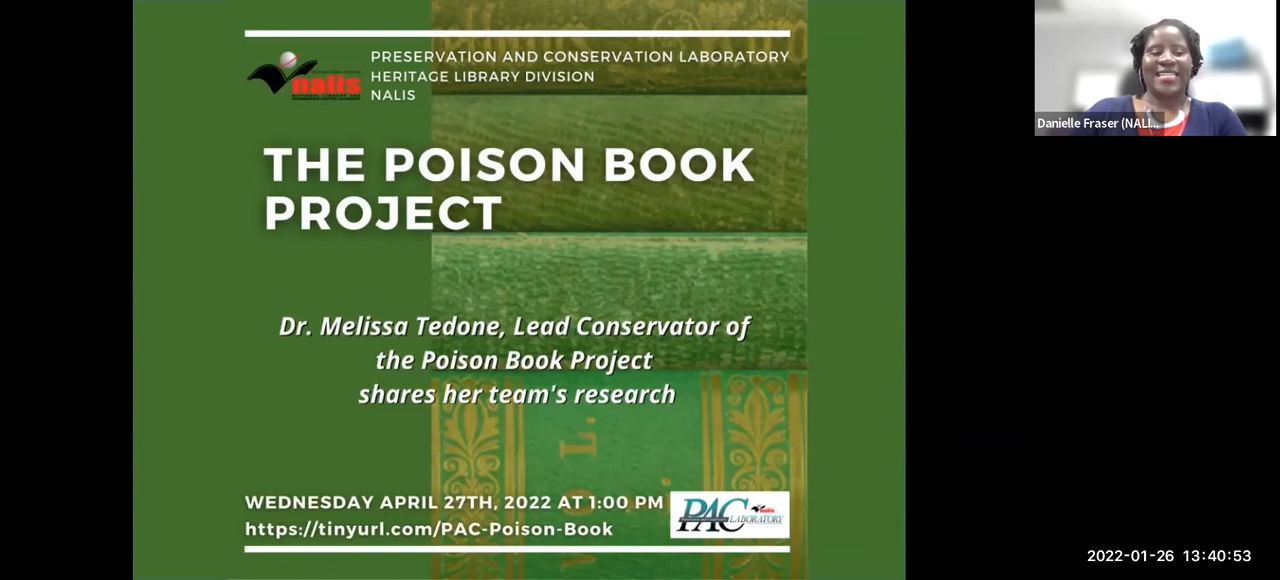 PRESERVATION AND CONSERVATION LABORATORY
HERITAGE LIBRARY DIVISION
NALIS
nalis
THE POISON BOOK
PROJECT
Dr. Melissa Tedone, Lead Conservator of
the Poison Book Project
shares her team's research
VOL.
WEDNESDAY APRIL 27TH, 2022 AT 1:00 PM
https://tinyurl.com/PAC-Poison-Book
PAC
nalis
LABORATORY
Danielle Fraser (NALI...
2022-01-26 13:40:53